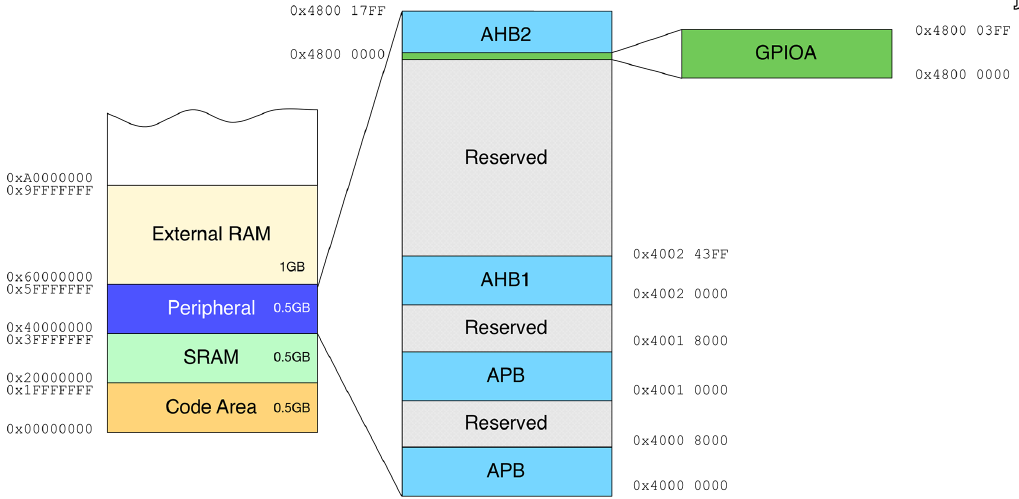 0x4800 17FF
0x4800 0000
AHB2
GPIOA
0x4800 03FF
0x4800 0000
Reserved
0xA0000000
0x9FFFFFFF
External RAM
1GB
0x60000000
0x5FFFFFFF
Peripheral 0.5GB
0x40000000
0x3FFFFFFF
SRAM 0.5GB
0x20000000
0x1FFFFFFF
Code Area 0.5GB
0x00000000
0x4002 43FF
AHB1
0x4002 0000
Reserved
0x4001 8000
APB
0x4001 0000
Reserved
0x4000 8000
APB
0x4000 0000